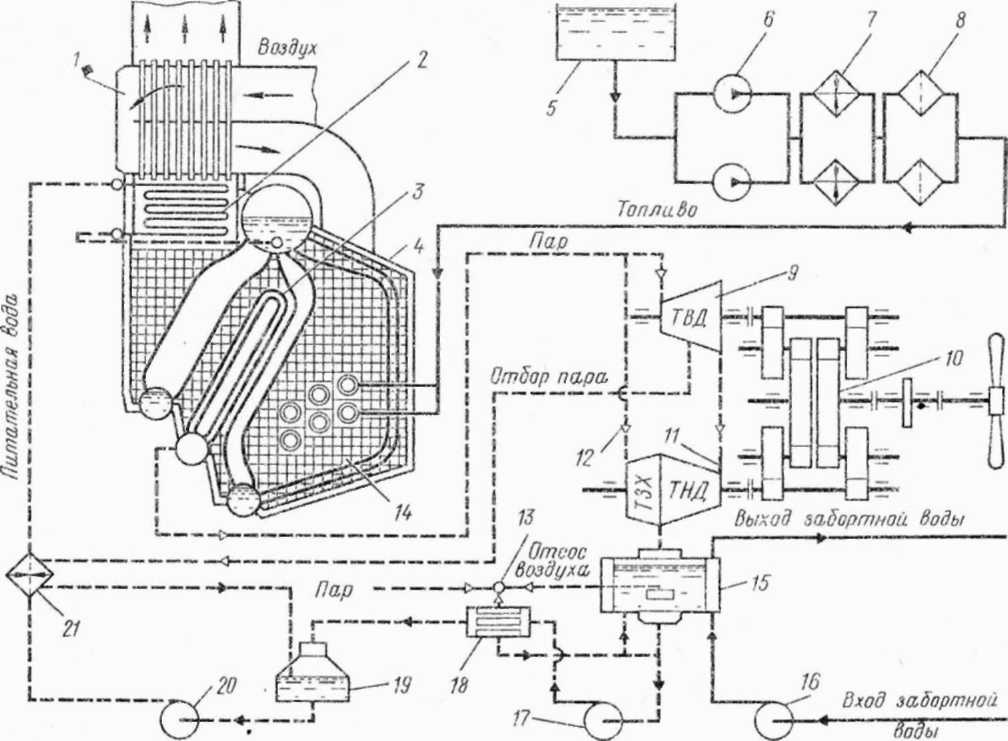 Воздух
1
2
3
4
5
6
7
8
Топливо
Пар
9
ТВД
10
Отбор пара
Питательная вода
12
11
ТЗХ
ТНД
14
Выход забортной воды
13
Отсос
воздуха
Пар
15
21
18
19
20
17
16
Вход забортной
воды